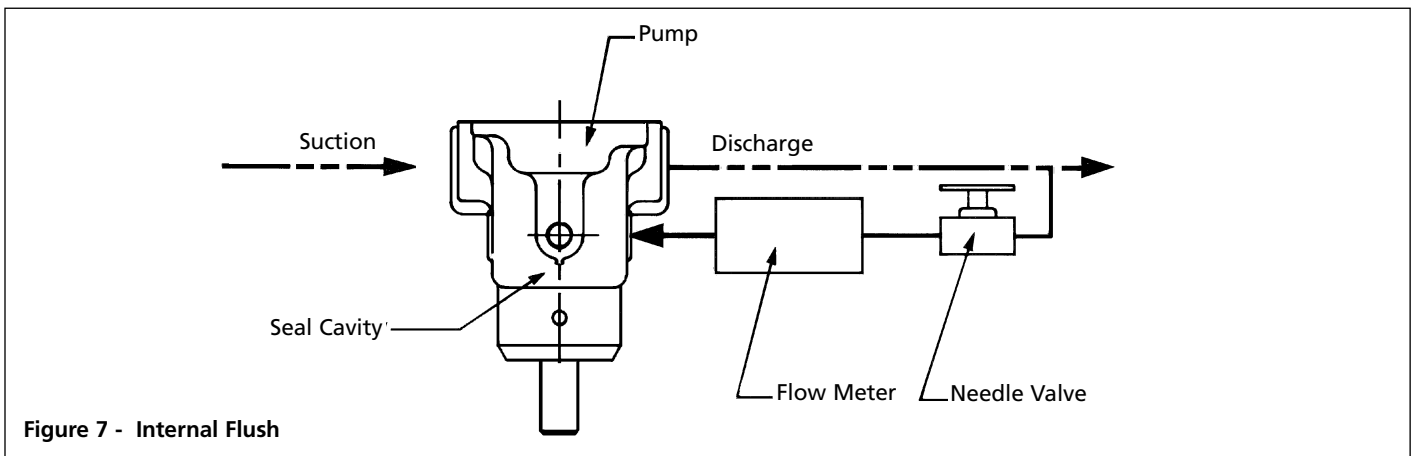 Pump
Suction
Discharge
Seal Cavity
Flow Meter
Needle Valve
Figure 7 - Internal Flush